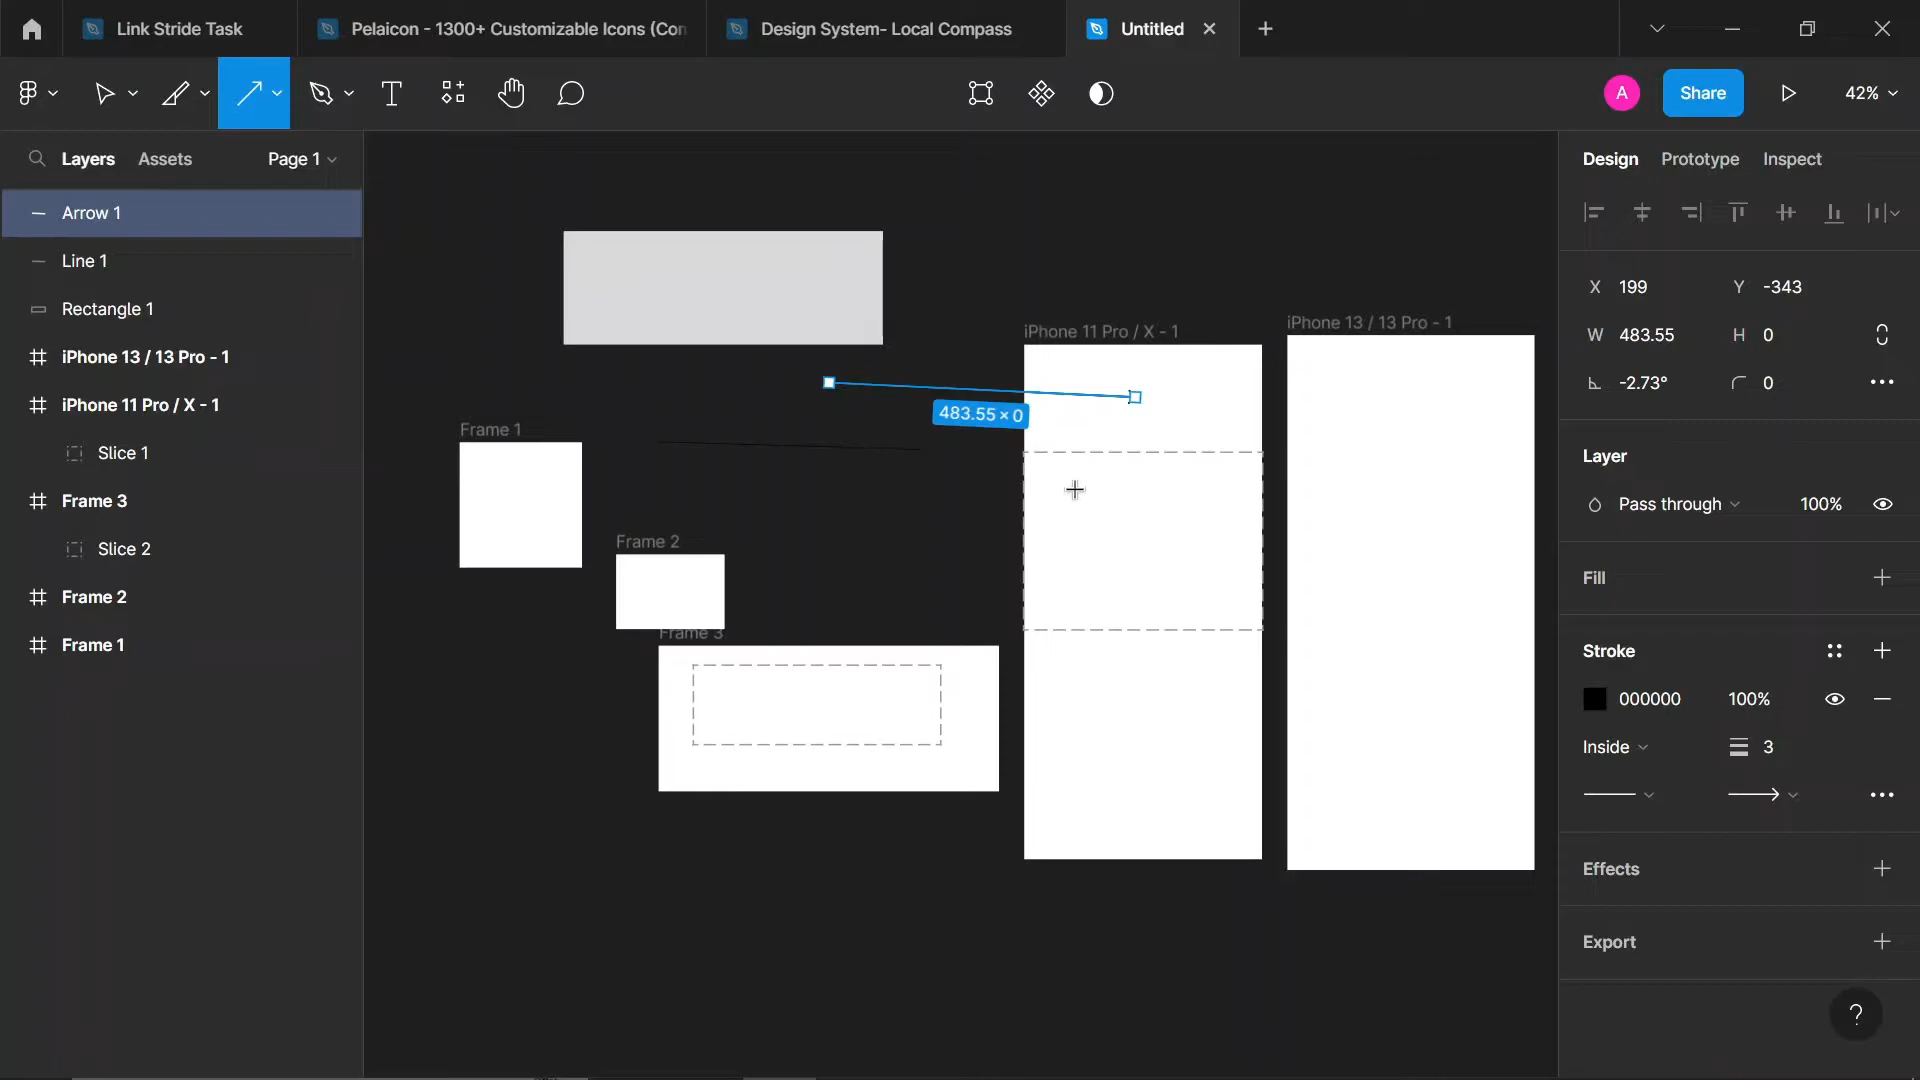 Link Stride Task
Pelaicon - 1300+ Customizable Icons (Con
Design System- Local Compass
Untitled
A
Share
42%
Layers
Assets
Page 1
Arrow 1
Line 1
Rectangle 1
iPhone 13 / 13 Pro - 1
iPhone 11 Pro / X - 1
Slice 1
Frame 3
Slice 2
Frame 2
Frame 1
iPhone 11 Pro / X - 1
iPhone 13 / 13 Pro - 1
483.55 × 0
Frame 1
Frame 2
Frame 3
Design
Prototype
Inspect
X 199
Y -343
W 483.55
H 0
-2.73°
0
Layer
Pass through
100%
Fill
Stroke
000000
100%
Inside
3
Effects
Export
?